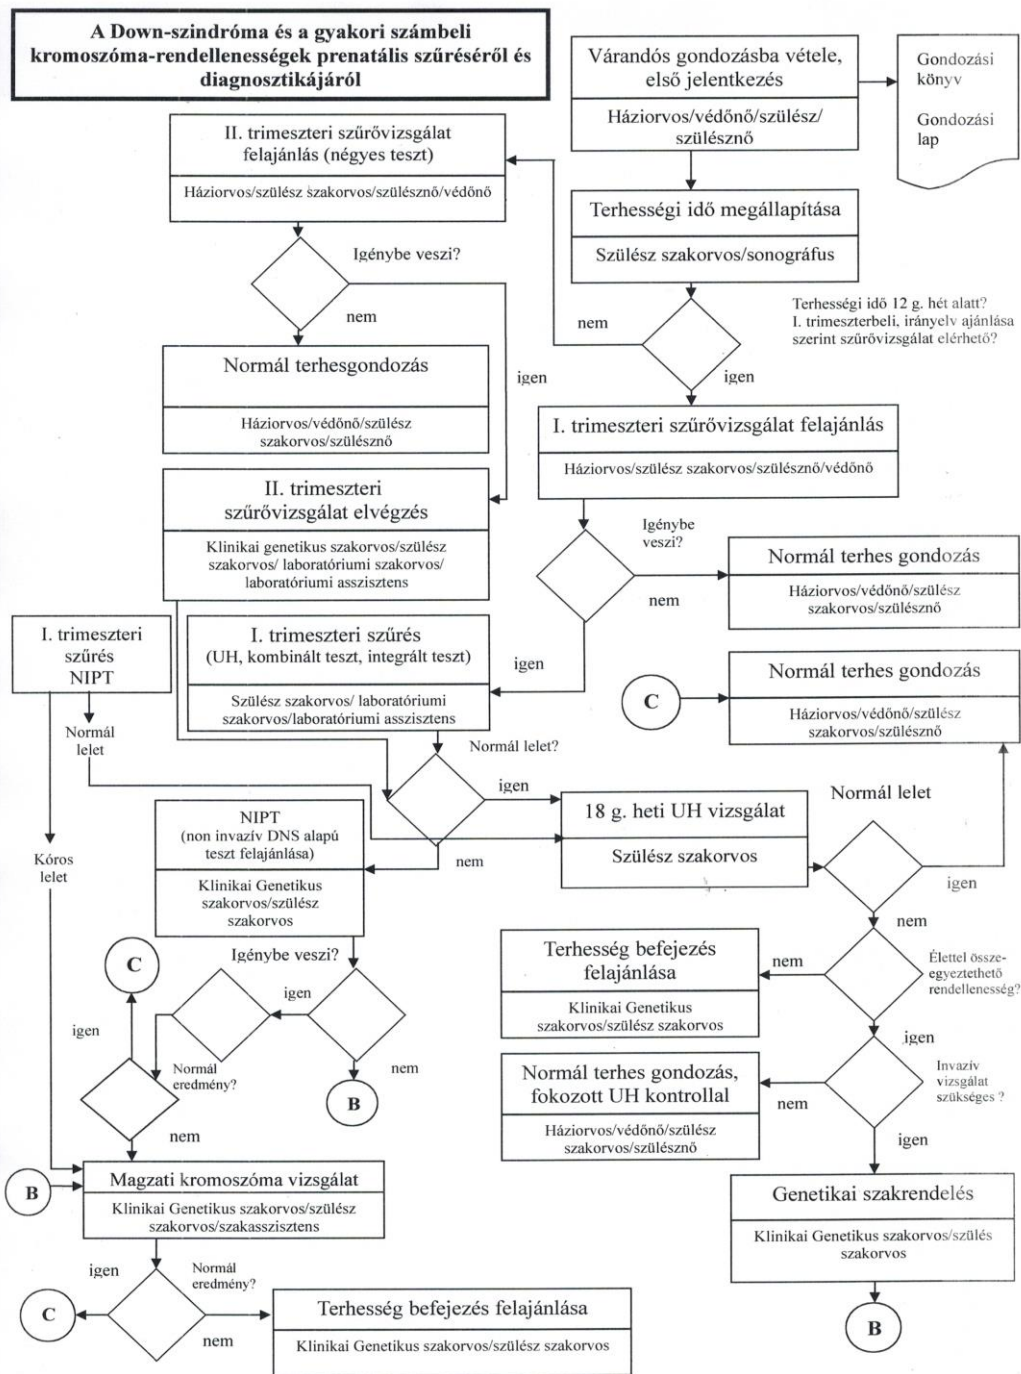 A Down-szindróma és a gyakori számbeli
kromoszóma-rendellenességek prenatális szűréséről és
diagnosztikájáról
Várandós gondozásba vétele,
első jelentkezés
Háziorvos/védőnő/szülész/
szülésznő
Gondozási
könyv
Gondozási
lap
II. trimeszteri szűrővizsgálat
felajánlás (négyes teszt)
Háziorvos/szülész szakorvos/szülésznő/védőnő
Terhességi idő megállapítása
Szülész szakorvos/sonográfus
Igénybe veszi?
nem
igen
Terhességi idő 12 g. hét alatt?
I. trimeszterbeli, irányelv ajánlása
szerint szűrővizsgálat elérhető?
nem
igen
Normál terhesgondozás
Háziorvos/védőnő/szülész
szakorvos/szülésznő
I. trimeszteri szűrővizsgálat felajánlás
Háziorvos/szülész szakorvos/szülésznő/védőnő
II. trimeszteri
szűrővizsgálat elvégzés
Klinikai genetikus szakorvos/szülész
szakorvos/ laboratóriumi szakorvos/
laboratóriumi asszisztens
Igénybe
veszi?
nem
igen
Normál terhes gondozás
Háziorvos/védőnő/szülész
szakorvos/szülésznő
I. trimeszteri
szűrés
NIPT
I. trimeszteri szűrés
(UH, kombinált teszt, integrált teszt)
Szülész szakorvos/ laboratóriumi
szakorvos/laboratóriumi asszisztens
C
Normál terhes gondozás
Háziorvos/védőnő/szülész
szakorvos/szülésznő
Normál
lelet
Normál lelet?
igen
nem
Kóros
lelet
NIPT
(non invazív DNS alapú
teszt felajánlása)
Klinikai Genetikus
szakorvos/szülész
szakorvos
18 g. heti UH vizsgálat
Szülész szakorvos
Normál lelet
igen
nem
C
Igénybe veszi?
igen
nem
B
igen
Normál
eredmény?
nem
Terhesség befejezés
felajánlása
Klinikai Genetikus
szakorvos/szülész szakorvos
nem
Élettel össze-
egyeztethető
rendellenesség?
igen
Normál terhes gondozás,
fokozott UH kontrollal
Háziorvos/védőnő/szülész
szakorvos/szülésznő
nem
Invazív
vizsgálat
szükséges ?
igen
B
Magzati kromoszóma vizsgálat
Klinikai Genetikus szakorvos/szülész
szakorvos/szakasszisztens
Genetikai szakrendelés
Klinikai Genetikus szakorvos/szülés
szakorvos
igen
Normál
eredmény?
C
nem
Terhesség befejezés felajánlása
Klinikai Genetikus szakorvos/szülész szakorvos
B